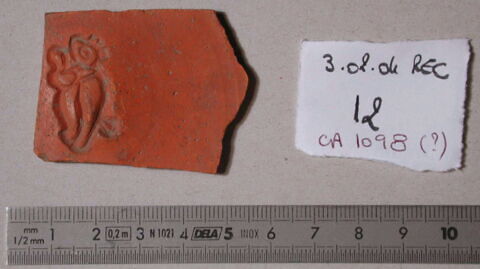 3.02.04 REC
12
CA 1098 (?)
mm 1 2 0,2 m 3 N 1021 4 DELA 5 INOX 6 7 8 9 10
1/2 mm